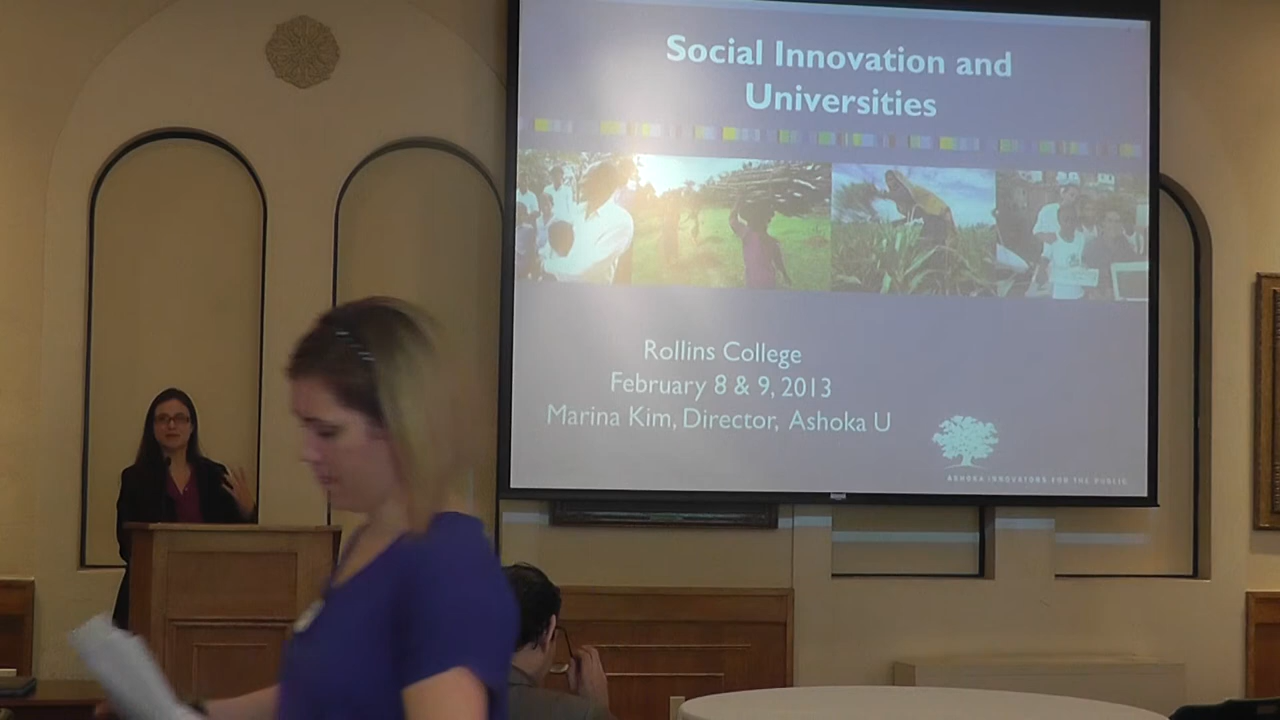 Social Innovation and
Universities
Rollins College
February 8 & 9, 2013
Marina Kim, Director, Ashoka U
ASHOKA INNOVATORS FOR THE PUBLIC